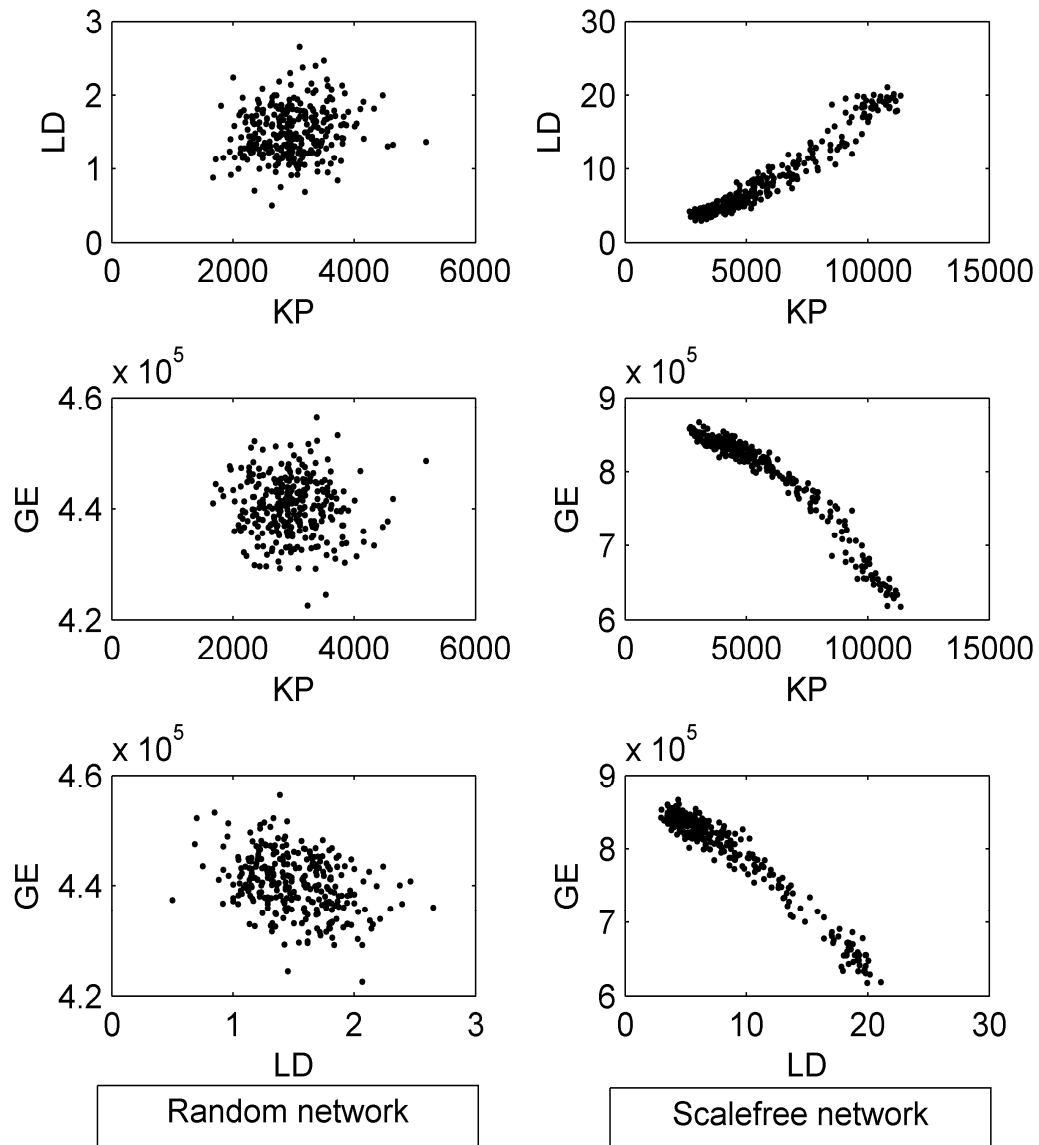 3
2
1
0
LD
0 2000 4000 6000
KP
30
20
10
0
LD
0 5000 10000 15000
KP
x 10^5
4.6
4.4
4.2
GE
0 2000 4000 6000
KP
x 10^5
9
8
7
6
GE
0 5000 10000 15000
KP
x 10^5
4.6
4.4
4.2
GE
0 1 2 3
LD
x 10^5
9
8
7
6
GE
0 10 20 30
LD
Random network
Scalefree network